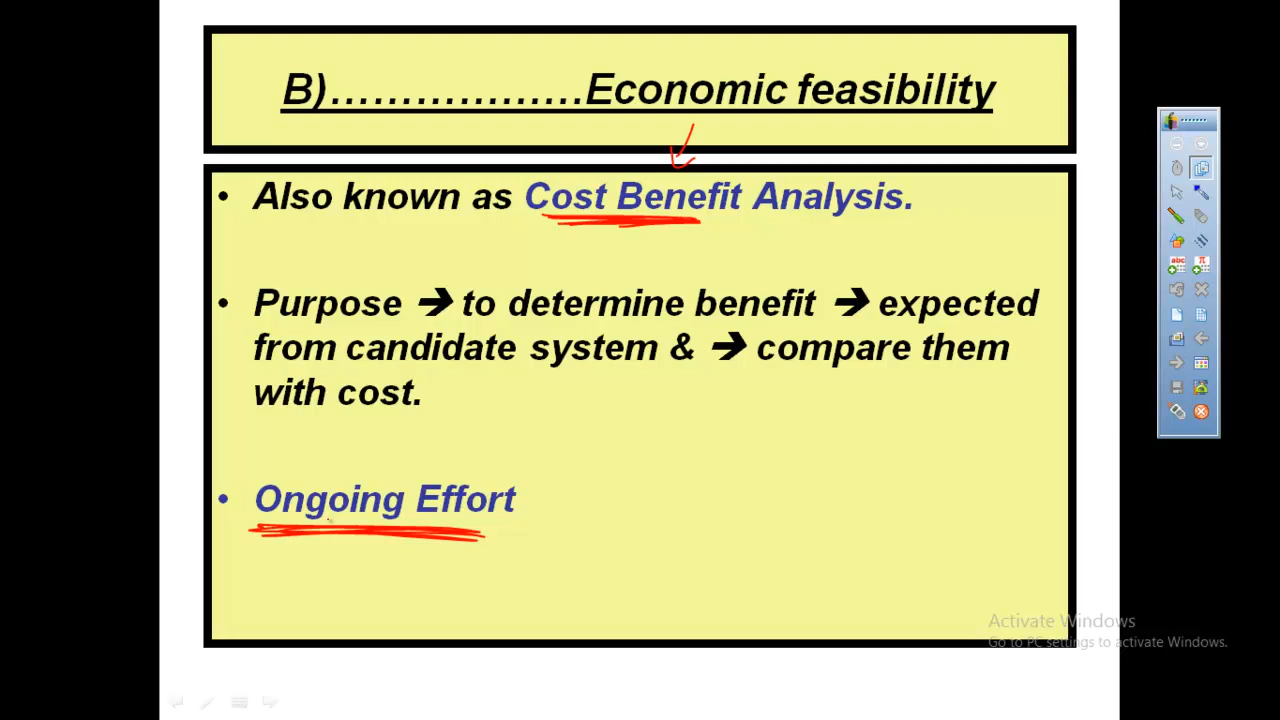 B)………………Economic feasibility
• Also known as Cost Benefit Analysis.
• Purpose ➔ to determine benefit ➔ expected
from candidate system & ➔ compare them
with cost.
• Ongoing Effort
abc
π
Activate Windows
Go to PC settings to activate Windows.